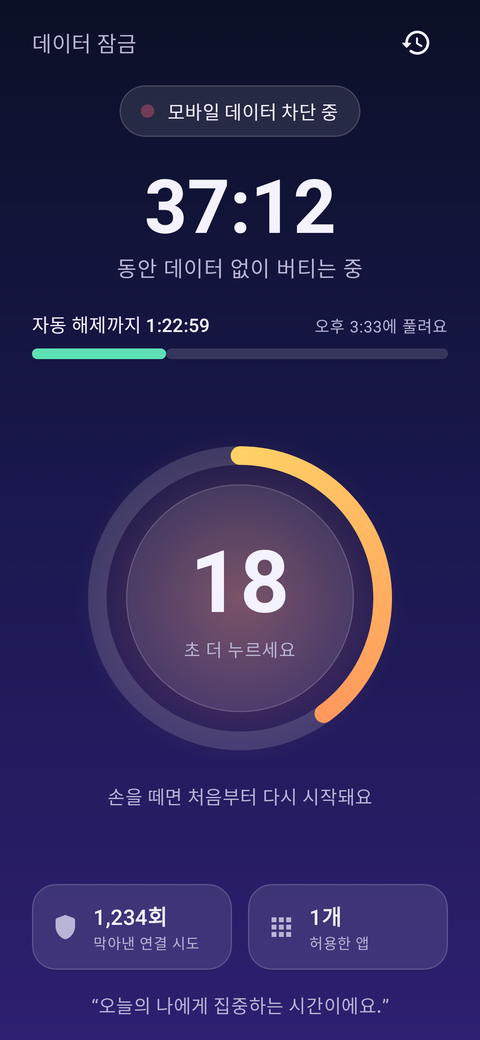 데이터 잠금
모바일 데이터 차단 중
37:12
동안 데이터 없이 버티는 중
자동 해제까지 1:22:59
오후 3:33에 풀려요
18
초 더 누르세요
손을 떼면 처음부터 다시 시작돼요
1,234회
막아낸 연결 시도
1개
허용한 앱
“오늘의 나에게 집중하는 시간이에요.”